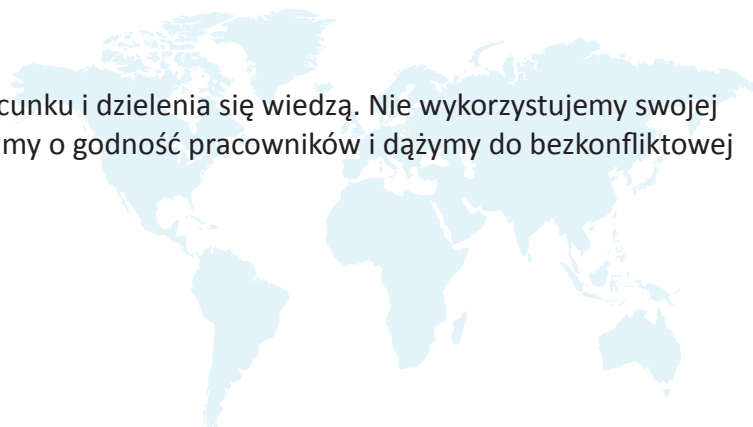 cunku i dzielenia się wiedzą. Nie wykorzystujemy swojej
my o godność pracowników i dążymy do bezkonfliktowej